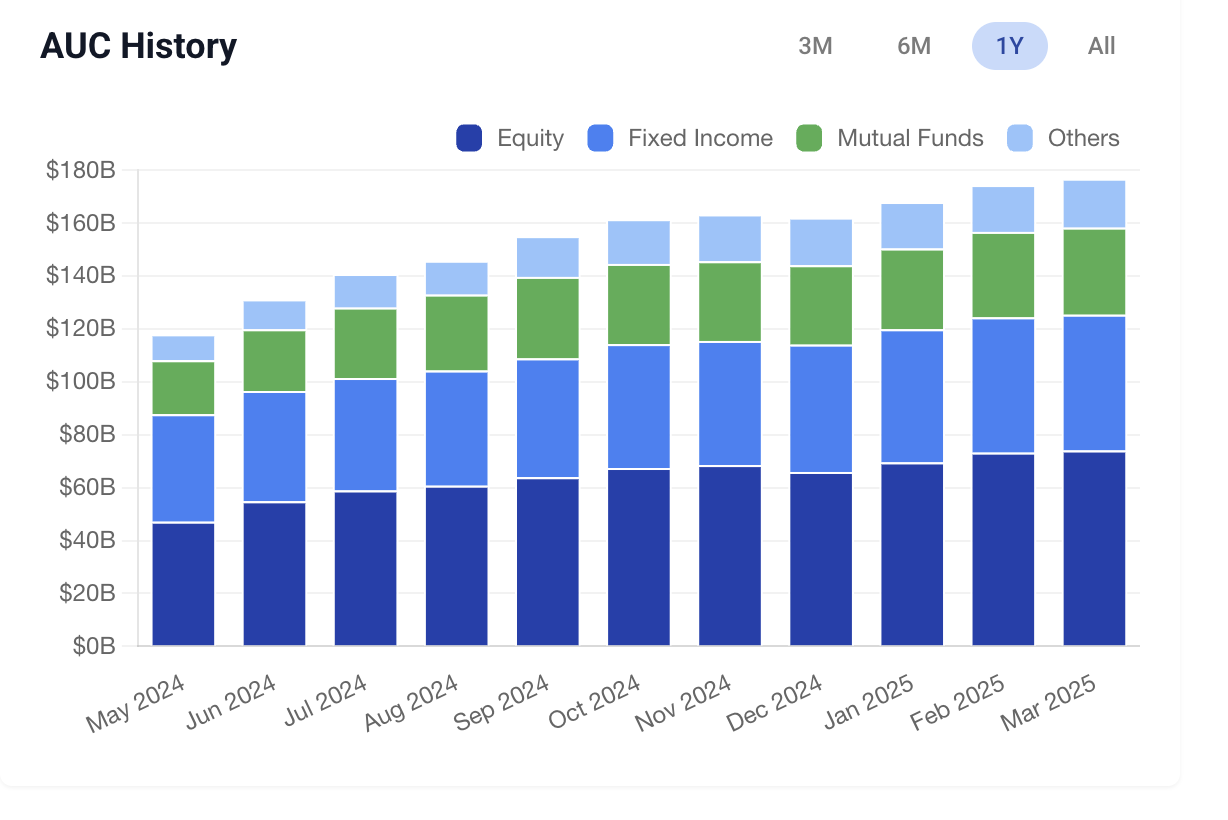 AUC History
3M 6M 1Y All
Equity Fixed Income Mutual Funds Others
$180B
$160B
$140B
$120B
$100B
$80B
$60B
$40B
$20B
$0B
May 2024 Jun 2024 Jul 2024 Aug 2024 Sep 2024 Oct 2024 Nov 2024 Dec 2024 Jan 2025 Feb 2025 Mar 2025